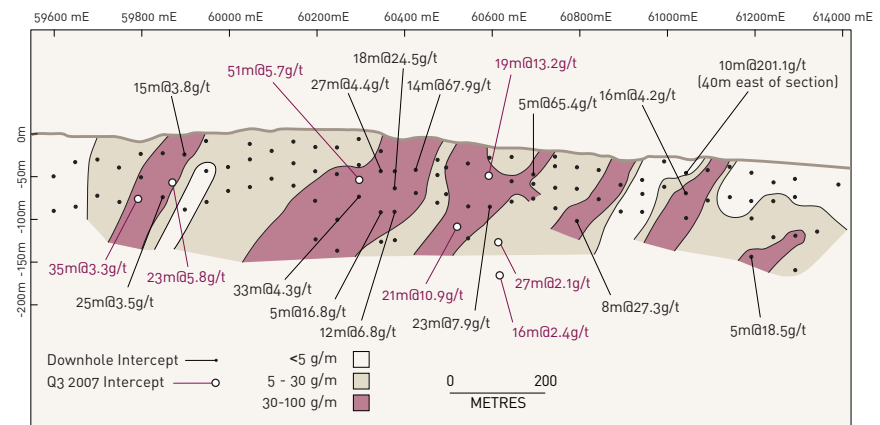 59600 mE 59800 mE 60000 mE 60200 mE 60400 mE 60600 mE 60800 mE 61000 mE 61200 mE 614000 mE
18m@24.5g/t
19m@13.2g/t
10m@201.1g/t
(40m east of section)
51m@5.7g/t
27m@4.4g/t
14m@67.9g/t
15m@3.8g/t
5m@65.4g/t
16m@4.2g/t
0m
-50m
-100m
-150m
-200m
35m@3.3g/t
23m@5.8g/t
25m@3.5g/t
33m@4.3g/t
5m@16.8g/t
12m@6.8g/t
21m@10.9g/t
23m@7.9g/t
27m@2.1g/t
16m@2.4g/t
8m@27.3g/t
5m@18.5g/t
Downhole Intercept
Q3 2007 Intercept
<5 g/m
5 - 30 g/m
30-100 g/m
0 200
METRES